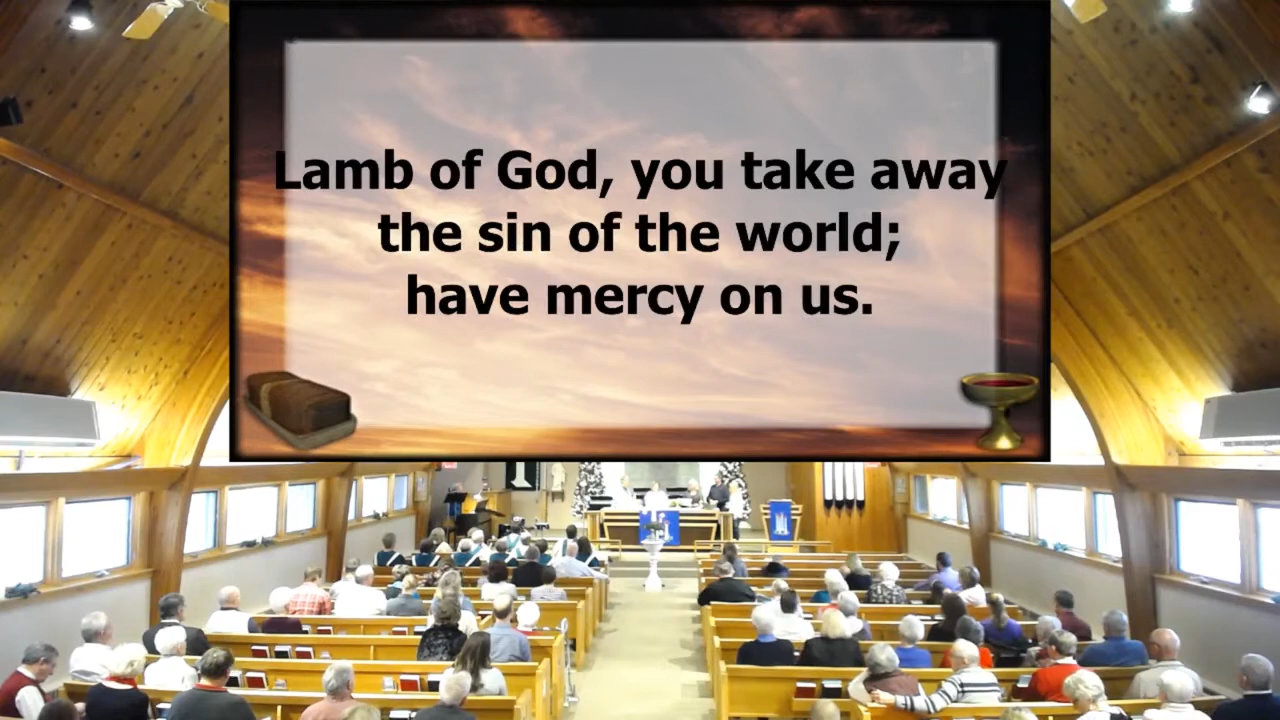 Lamb of God, you take away
the sin of the world;
have mercy on us.